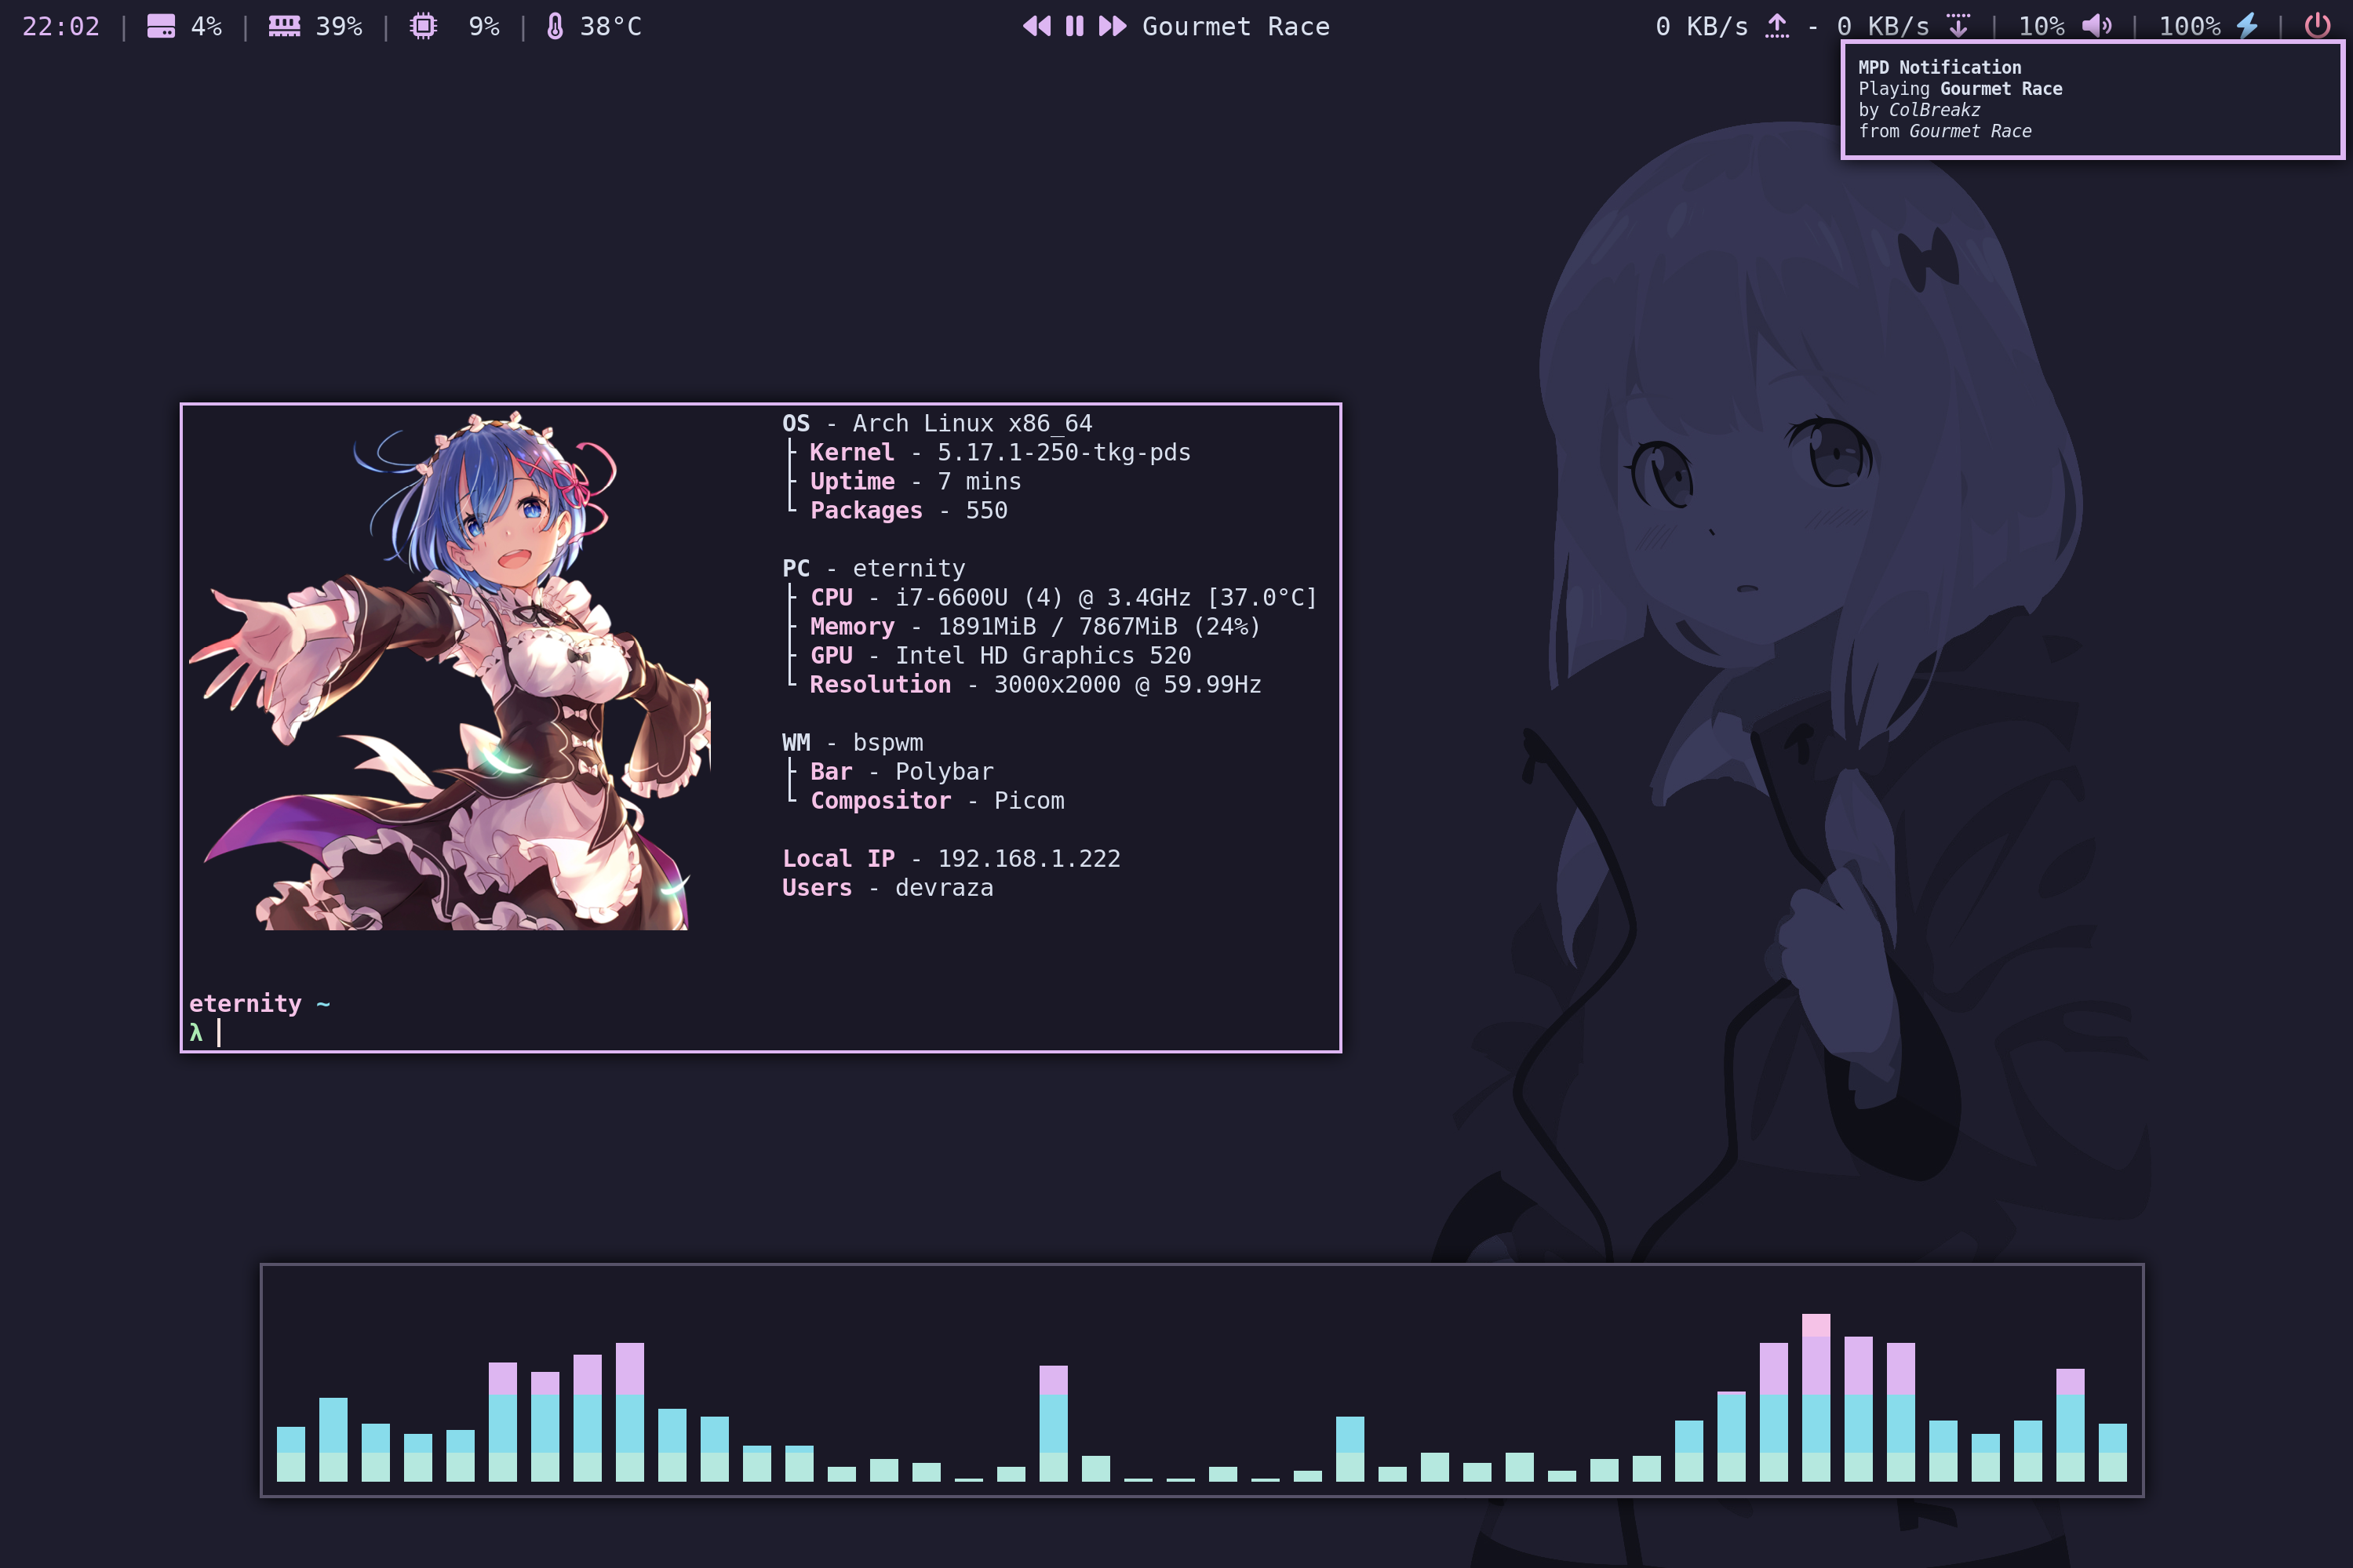 22:02 | 4% | 39% | 9% | 38°C
Gourmet Race
0 KB/s - 0 KB/s | 10% | 100% |
MPD Notification
Playing Gourmet Race
by ColBreakz
from Gourmet Race
OS - Arch Linux x86_64
Kernel - 5.17.1-250-tkg-pds
Uptime - 7 mins
Packages - 550
PC - eternity
CPU - i7-6600U (4) @ 3.4GHz [37.0°C]
Memory - 1891MiB / 7867MiB (24%)
GPU - Intel HD Graphics 520
Resolution - 3000x2000 @ 59.99Hz
WM - bspwm
Bar - Polybar
Compositor - Picom
Local IP - 192.168.1.222
Users - devraza
eternity ~
λ